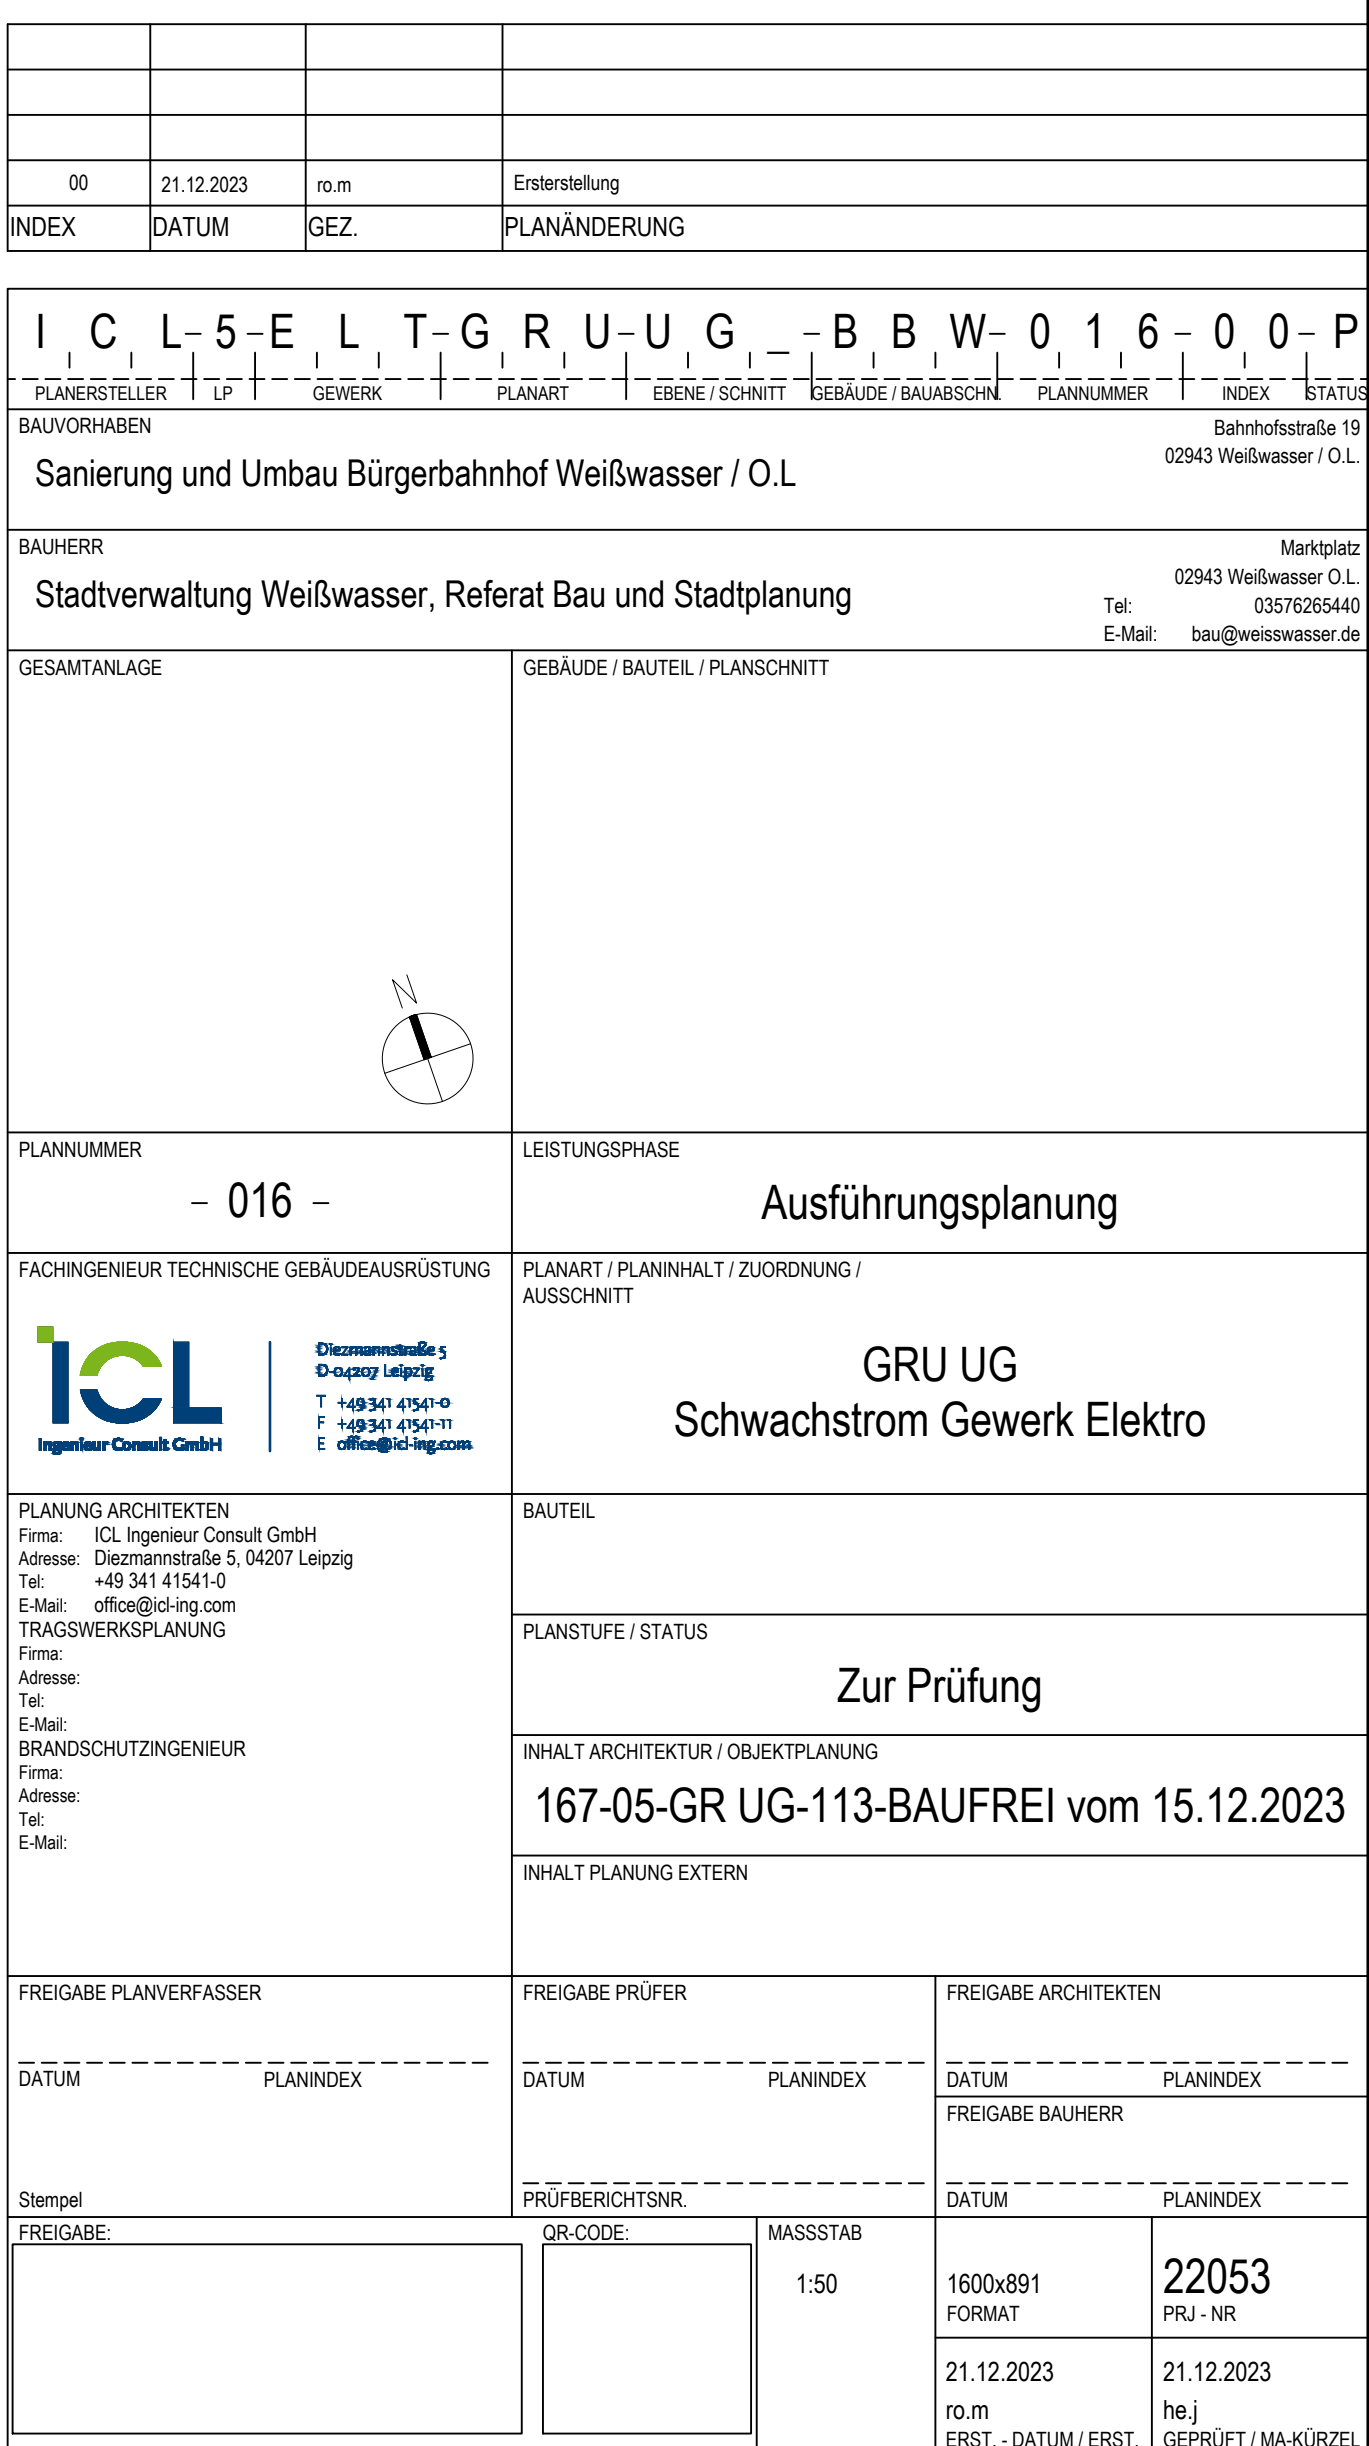 00 21.12.2023 ro.m Ersterstellung
INDEX DATUM GEZ. PLANÄNDERUNG
I C L - 5 - E L T - G R U - U G _ - B B W - 0 1 6 - 0 0 - P
PLANERSTELLER LP GEWERK PLANART EBENE / SCHNITT GEBÄUDE / BAUABSCHN. PLANNUMMER INDEX STATUS
BAUVORHABEN
Bahnhofsstraße 19
02943 Weißwasser / O.L.
Sanierung und Umbau Bürgerbahnhof Weißwasser / O.L
BAUHERR
Marktplatz
02943 Weißwasser O.L.
Stadtverwaltung Weißwasser, Referat Bau und Stadtplanung
Tel: 03576265440
E-Mail: bau@weisswasser.de
GESAMTANLAGE
GEBÄUDE / BAUTEIL / PLANSCHNITT
N
PLANNUMMER
– 016 –
LEISTUNGSPHASE
Ausführungsplanung
FACHINGENIEUR TECHNISCHE GEBÄUDEAUSRÜSTUNG
ICL
Ingenieur Consult GmbH
Diezmannstraße 5
D-04207 Leipzig
T +49 341 41541-0
F +49 341 41541-11
E office@icl-ing.com
PLANART / PLANINHALT / ZUORDNUNG /
AUSSCHNITT
GRU UG
Schwachstrom Gewerk Elektro
PLANUNG ARCHITEKTEN
Firma: ICL Ingenieur Consult GmbH
Adresse: Diezmannstraße 5, 04207 Leipzig
Tel: +49 341 41541-0
E-Mail: office@icl-ing.com
TRAGSWERKSPLANUNG
Firma:
Adresse:
Tel:
E-Mail:
BRANDSCHUTZINGENIEUR
Firma:
Adresse:
Tel:
E-Mail:
BAUTEIL
PLANSTUFE / STATUS
Zur Prüfung
INHALT ARCHITEKTUR / OBJEKTPLANUNG
167-05-GR UG-113-BAUFREI vom 15.12.2023
INHALT PLANUNG EXTERN
FREIGABE PLANVERFASSER
DATUM PLANINDEX
Stempel
FREIGABE PRÜFER
DATUM PLANINDEX
PRÜFBERICHTSNR.
FREIGABE ARCHITEKTEN
DATUM PLANINDEX
FREIGABE BAUHERR
DATUM PLANINDEX
FREIGABE:
QR-CODE:
MASSSTAB
1:50
1600x891
FORMAT
22053
PRJ - NR
21.12.2023
ro.m
ERST. - DATUM / ERST.
21.12.2023
he.j
GEPRÜFT / MA-KÜRZEL